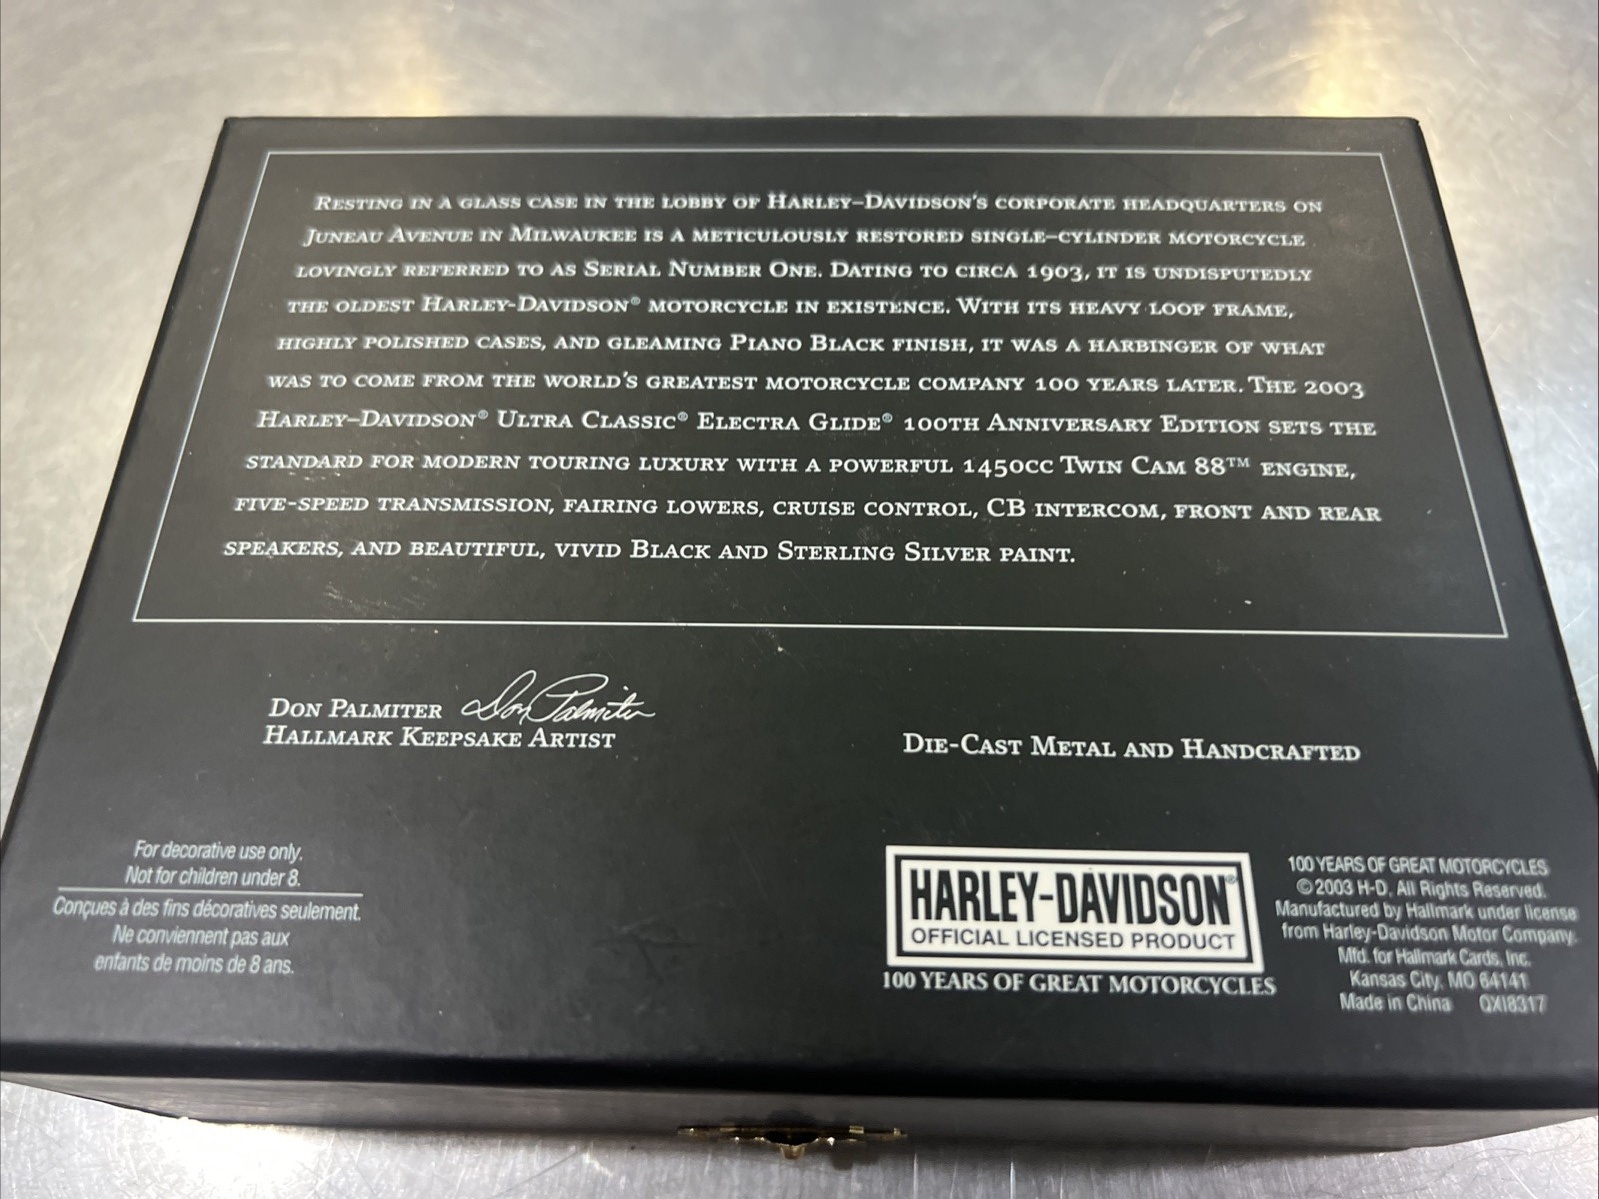 Resting in a glass case in the lobby of Harley–Davidson's corporate headquarters on
Juneau Avenue in Milwaukee is a meticulously restored single–cylinder motorcycle
lovingly referred to as Serial Number One. Dating to circa 1903, it is undisputedly
the oldest Harley-Davidson® motorcycle in existence. With its heavy loop frame,
highly polished cases, and gleaming Piano Black finish, it was a harbinger of what
was to come from the world's greatest motorcycle company 100 years later. The 2003
Harley–Davidson® Ultra Classic® Electra Glide® 100th Anniversary Edition sets the
standard for modern touring luxury with a powerful 1450cc Twin Cam 88™ engine,
five-speed transmission, fairing lowers, cruise control, CB intercom, front and rear
speakers, and beautiful, vivid Black and Sterling Silver paint.
Don Palmiter Don Palmiter
Hallmark Keepsake Artist
Die-Cast Metal and Handcrafted
For decorative use only.
Not for children under 8.
Conçues à des fins décoratives seulement.
Ne conviennent pas aux
enfants de moins de 8 ans.
HARLEY-DAVIDSON®
OFFICIAL LICENSED PRODUCT
100 YEARS OF GREAT MOTORCYCLES
100 YEARS OF GREAT MOTORCYCLES
©2003 H-D, All Rights Reserved.
Manufactured by Hallmark under license
from Harley-Davidson Motor Company.
Mfd. for Hallmark Cards, Inc.
Kansas City, MO 64141
Made in China QXI8317